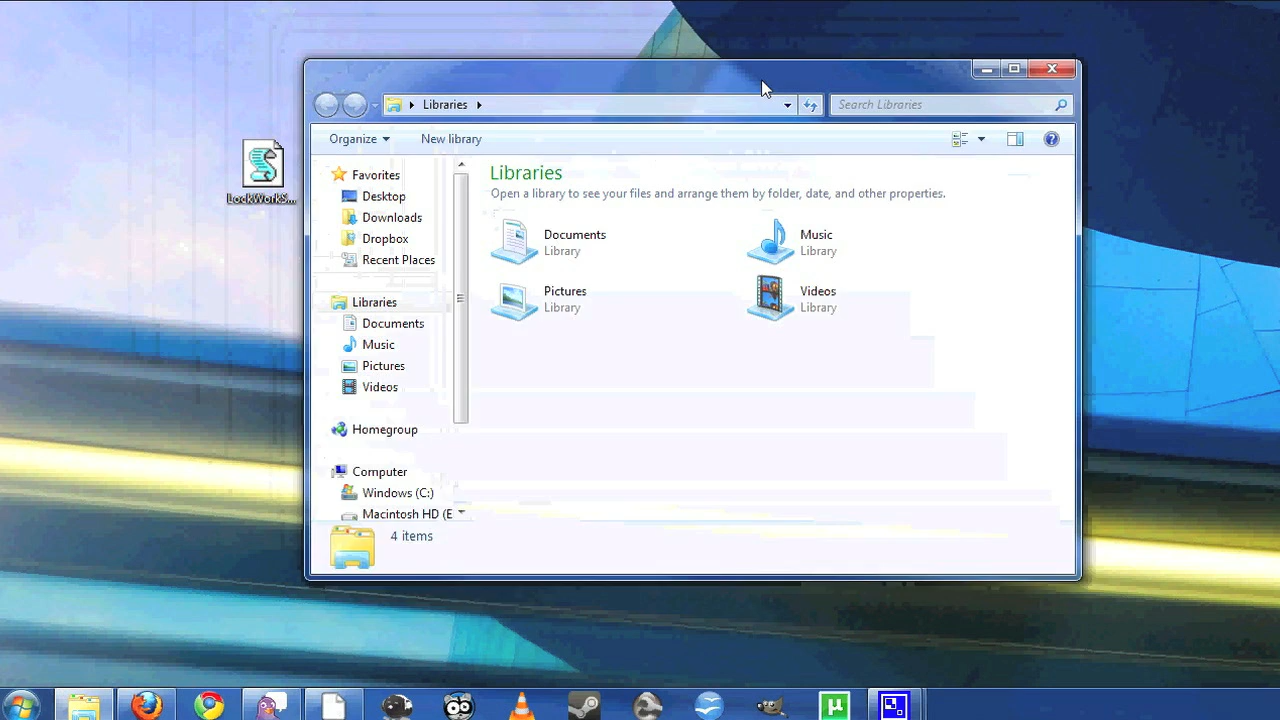 Libraries
Search Libraries
Organize
New library
Favorites
Desktop
Downloads
Dropbox
Recent Places
Libraries
Documents
Music
Pictures
Videos
Homegroup
Computer
Windows (C:)
Macintosh HD (E
Libraries
Open a library to see your files and arrange them by folder, date, and other properties.
Documents
Library
Music
Library
Pictures
Library
Videos
Library
4 items
LockWorkS...
µ